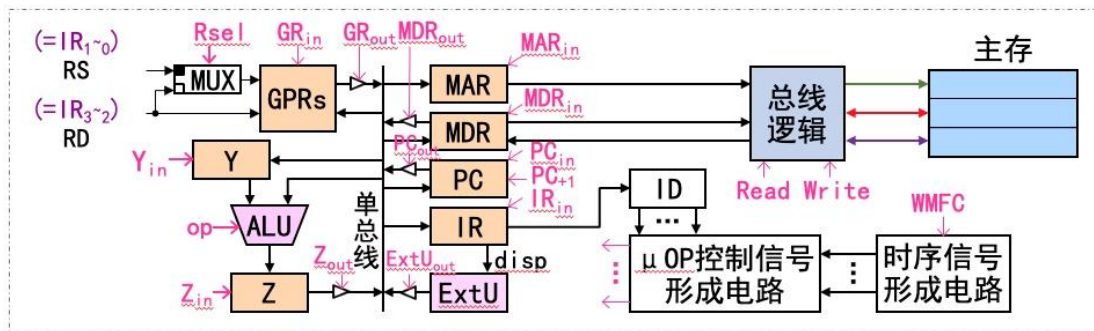 (=IR₁~₀)
RS
(=IR₃~₂)
RD
Rsel
MUX
GRᵢₙ
GPRs
GRₒᵤₜ
MDRₒᵤₜ
MARᵢₙ
MAR
MDRᵢₙ
MDR
PCₒᵤₜ
PCᵢₙ
PC
PC₊₁
IRᵢₙ
IR
Yᵢₙ
Y
op
ALU
单总线
Zᵢₙ
Z
Zₒᵤₜ
ExtUₒᵤₜ
disp
ExtU
总线
逻辑
主存
Read Write
ID
...
μOP控制信号
形成电路
WMFC
时序信号
形成电路